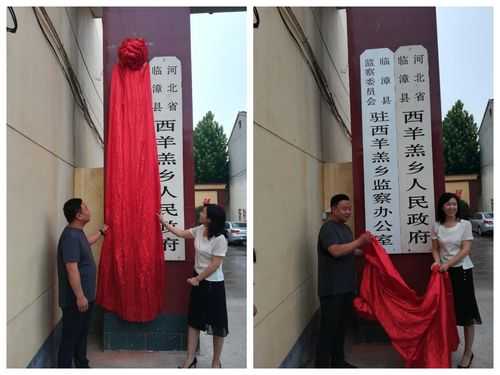 河北省
临漳县
西羊羔乡人民政府
河北省
临漳县
西羊羔乡人民政府
临漳县
监察委员会
驻西羊羔乡监察办公室